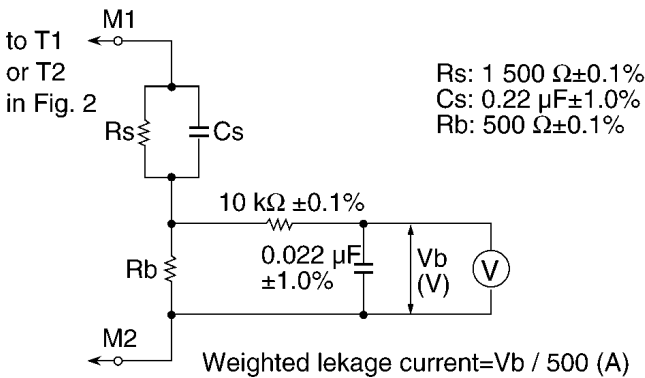 M1
to T1
or T2
in Fig. 2
Rs: 1 500 Ω±0.1%
Cs: 0.22 µF±1.0%
Rb: 500 Ω±0.1%
Rs
Cs
10 kΩ ±0.1%
Rb
0.022 µF
±1.0%
Vb
(V)
V
M2
Weighted lekage current=Vb / 500 (A)